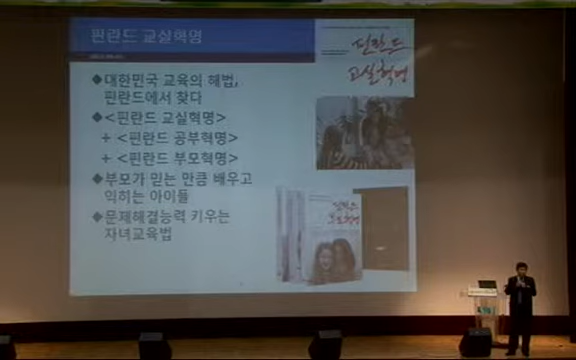 핀란드 교실혁명
핀란드
교실혁명
◆대한민국 교육의 해법,
핀란드에서 찾다
◆<핀란드 교실혁명>
+ <핀란드 공부혁명>
+ <핀란드 부모혁명>
◆부모가 믿는 만큼 배우고
익히는 아이들
◆문제해결능력 키우는
자녀교육법
핀란드